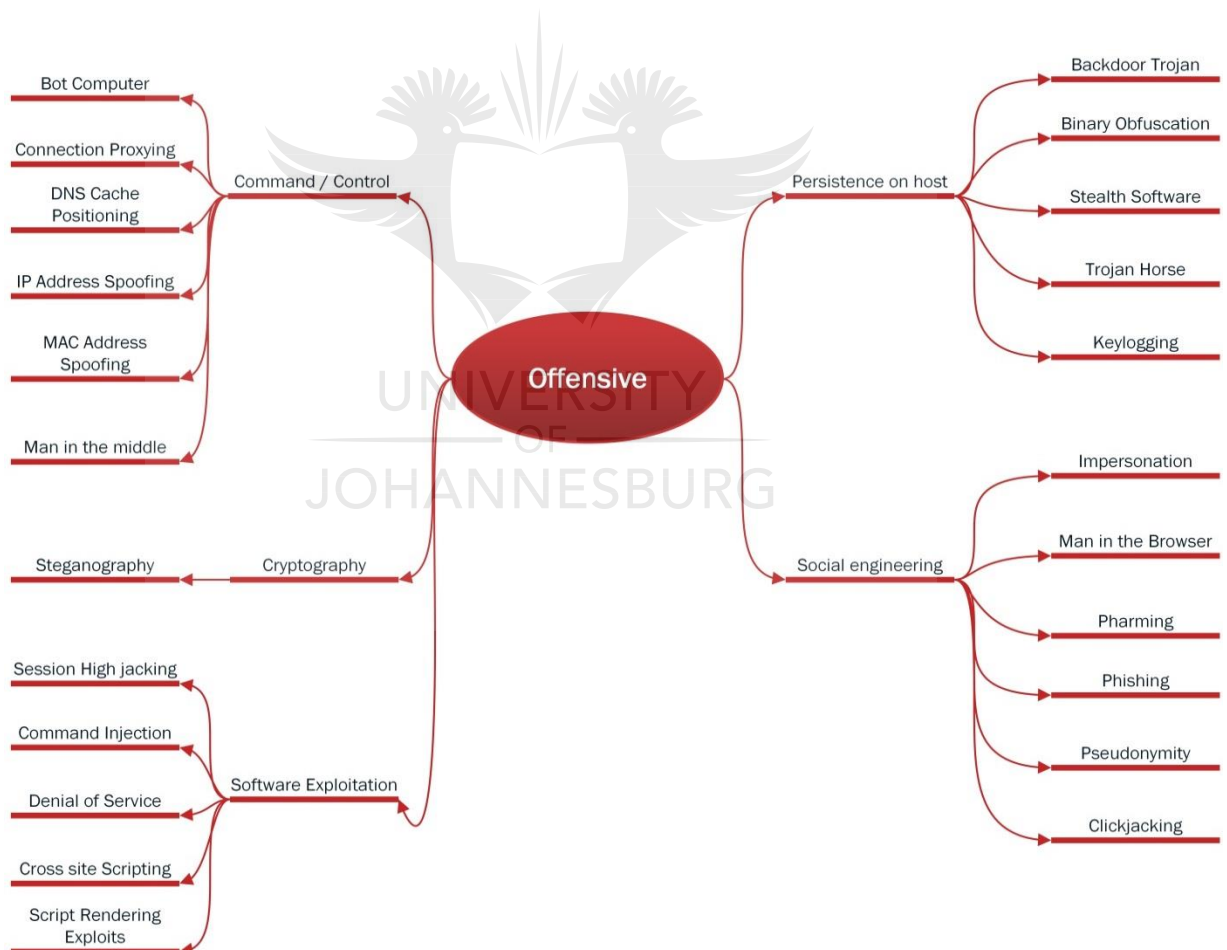 Bot Computer
Connection Proxying
DNS Cache
Positioning
IP Address Spoofing
MAC Address
Spoofing
Man in the middle
Command / Control
Steganography
Cryptography
Session High jacking
Command Injection
Denial of Service
Cross site Scripting
Script Rendering
Exploits
Software Exploitation
Offensive
UNIVERSITY
OF
JOHANNESBURG
Persistence on host
Backdoor Trojan
Binary Obfuscation
Stealth Software
Trojan Horse
Keylogging
Social engineering
Impersonation
Man in the Browser
Pharming
Phishing
Pseudonymity
Clickjacking